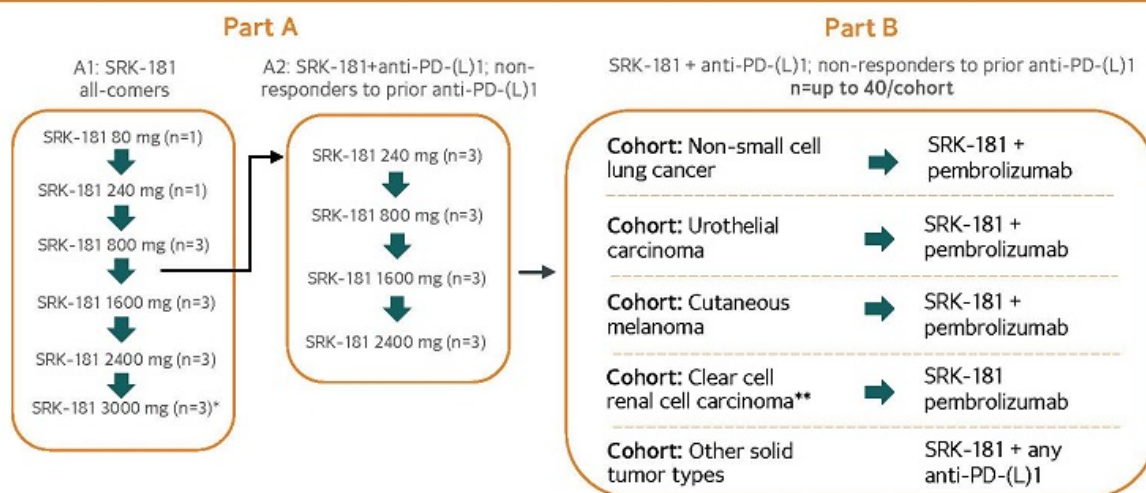 Part A
A1: SRK-181
all-comers
SRK-181 80 mg (n=1)
SRK-181 240 mg (n=1)
SRK-181 800 mg (n=3)
SRK-181 1600 mg (n=3)
SRK-181 2400 mg (n=3)
SRK-181 3000 mg (n=3)*
A2: SRK-181+anti-PD-(L)1; non-
responders to prior anti-PD-(L)1
SRK-181 240 mg (n=3)
SRK-181 800 mg (n=3)
SRK-181 1600 mg (n=3)
SRK-181 2400 mg (n=3)
Part B
SRK-181 + anti-PD-(L)1; non-responders to prior anti-PD-(L)1
n=up to 40/cohort
Cohort: Non-small cell
lung cancer
SRK-181 +
pembrolizumab
Cohort: Urothelial
carcinoma
SRK-181 +
pembrolizumab
Cohort: Cutaneous
melanoma
SRK-181 +
pembrolizumab
Cohort: Clear cell
renal cell carcinoma**
SRK-181
pembrolizumab
Cohort: Other solid
tumor types
SRK-181 + any
anti-PD-(L)1